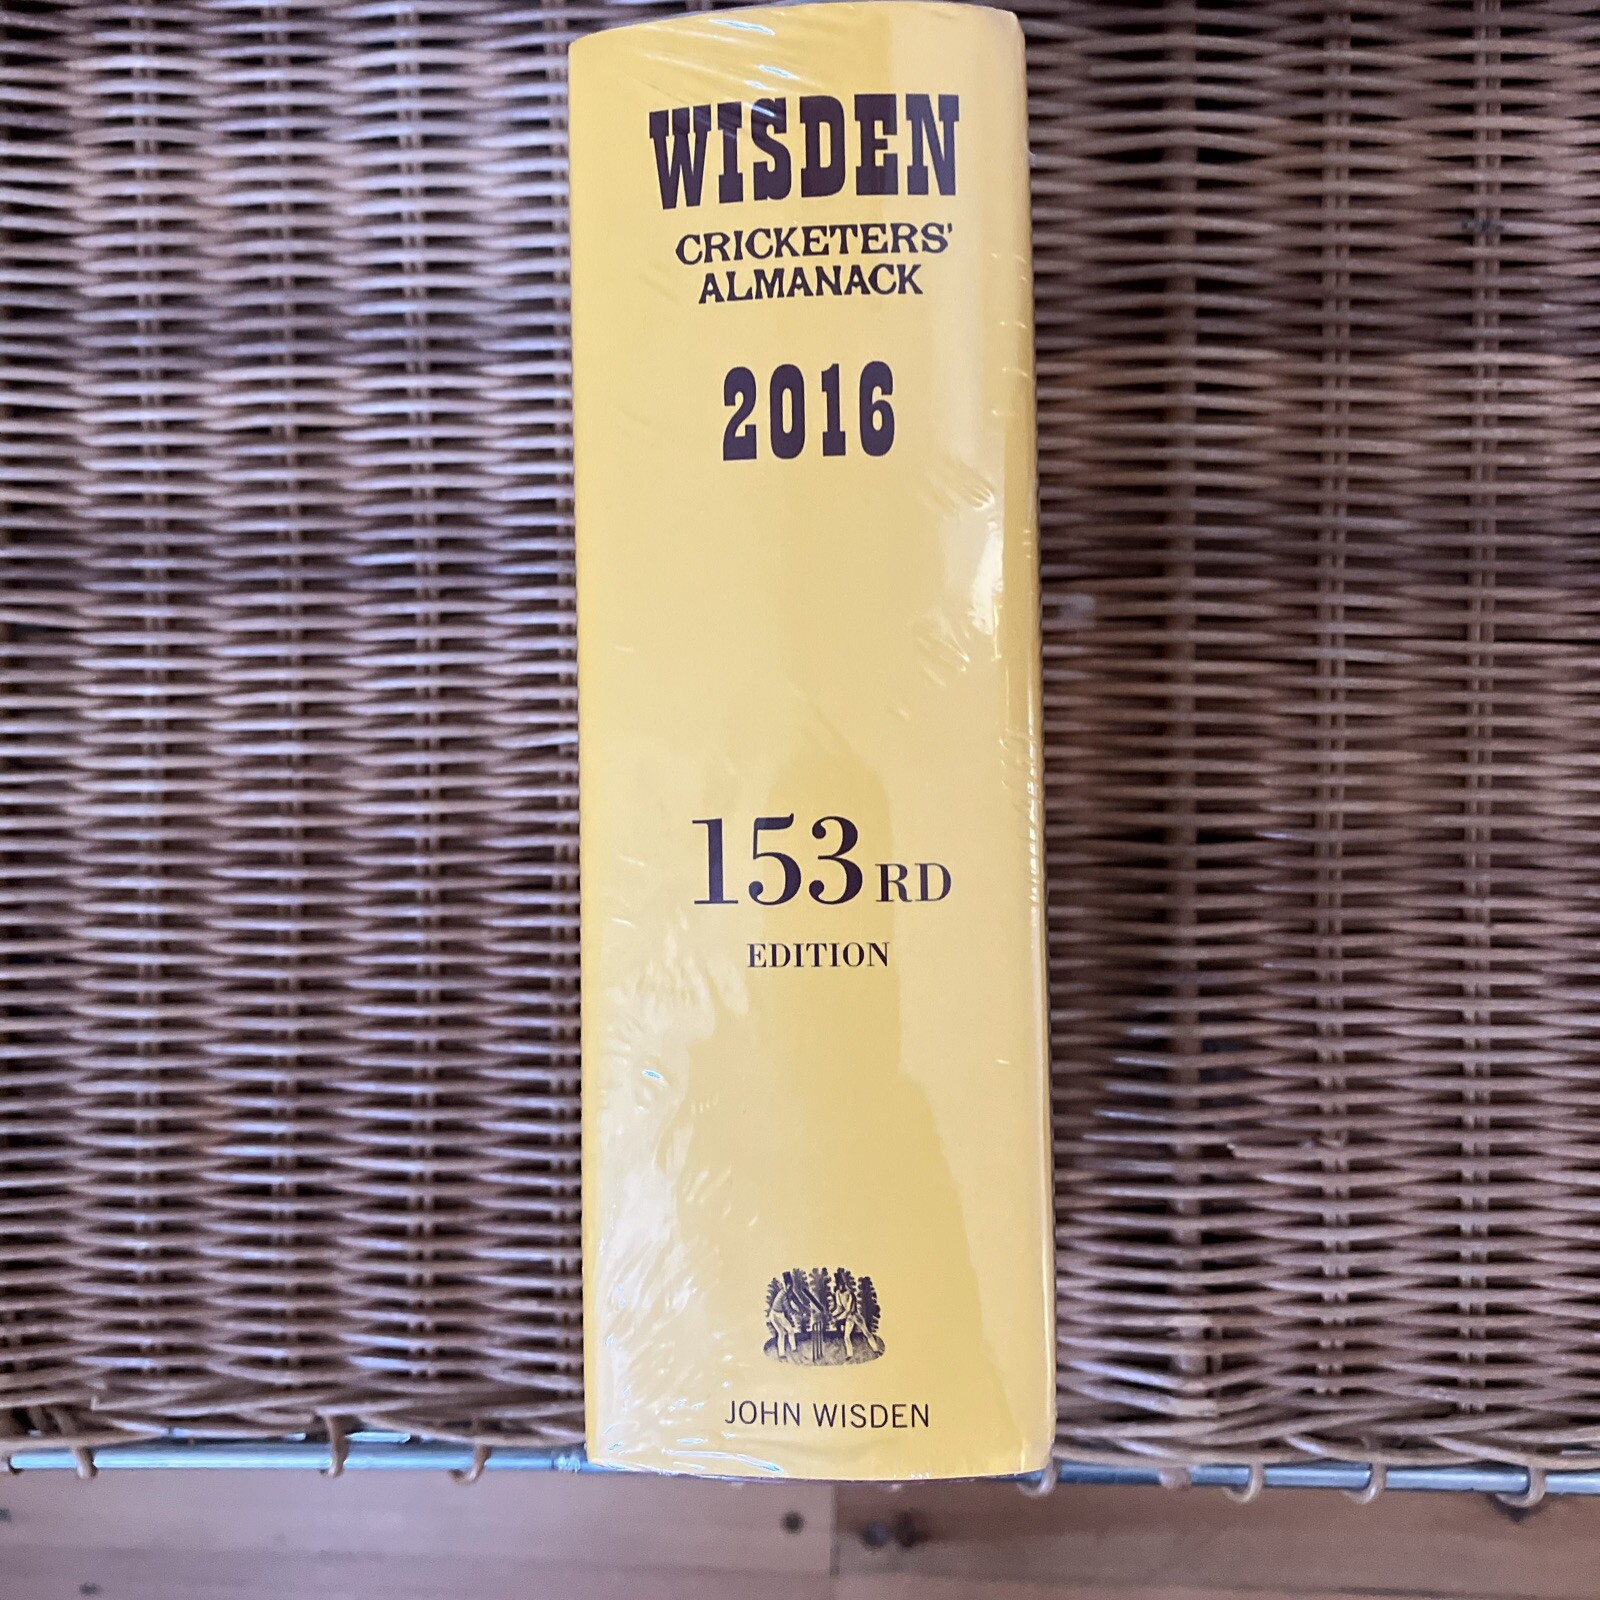 WISDEN
CRICKETERS'
ALMANACK
2016
153RD
EDITION
JOHN WISDEN